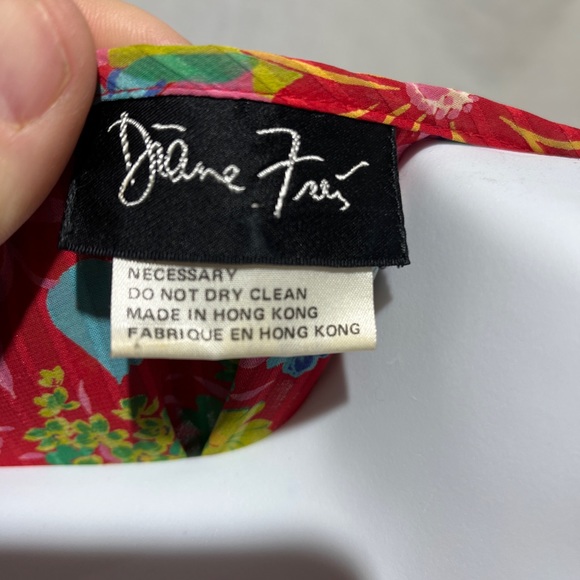 Diane Freis
NECESSARY
DO NOT DRY CLEAN
MADE IN HONG KONG
FABRIQUE EN HONG KONG